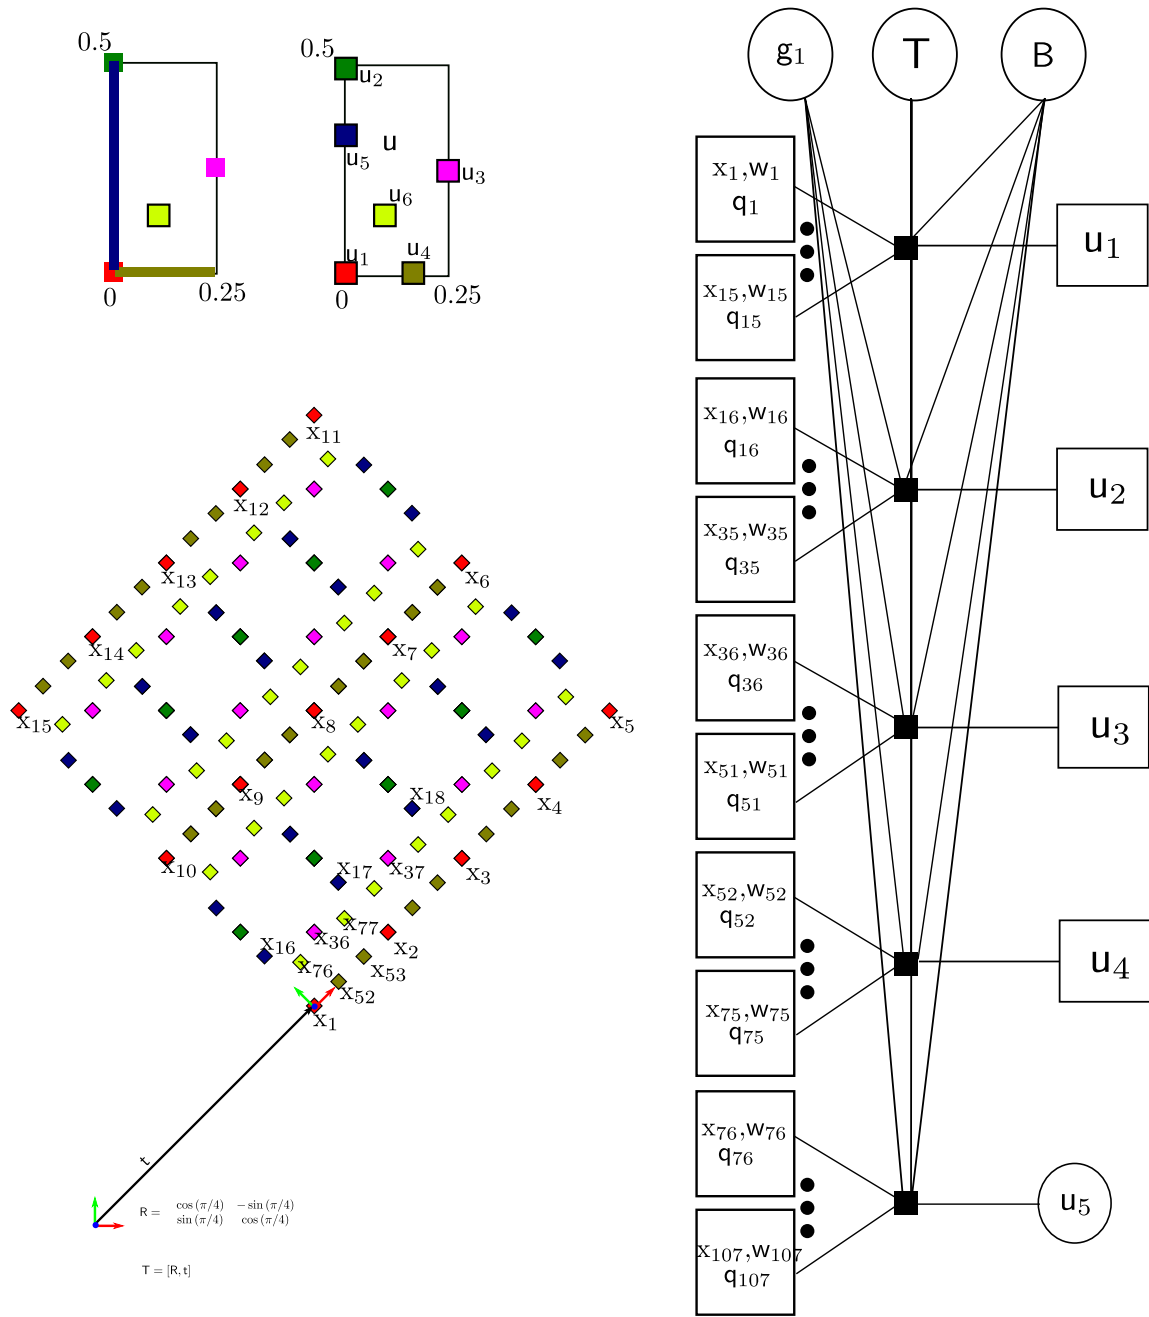 0.5
0
0.25
0.5
u₂
u
u₅
u₃
u₆
u₁
u₄
0
0.25
x₁₁
x₁₂
x₁₃
x₆
x₁₄
x₇
x₁₅
x₈
x₅
x₉
x₁₈
x₄
x₁₀
x₁₇
x₃₇
x₃
x₇₇
x₁₆
x₃₆
x₂
x₇₆
x₅₃
x₅₂
x₁
t
R = cos (π/4) − sin (π/4)
sin (π/4) cos (π/4)
T = [R, t]
g₁
T
B
x₁,w₁
q₁
x₁₅,w₁₅
q₁₅
u₁
x₁₆,w₁₆
q₁₆
x₃₅,w₃₅
q₃₅
u₂
x₃₆,w₃₆
q₃₆
x₅₁,w₅₁
q₅₁
u₃
x₅₂,w₅₂
q₅₂
x₇₅,w₇₅
q₇₅
u₄
x₇₆,w₇₆
q₇₆
x₁₀₇,w₁₀₇
q₁₀₇
u₅